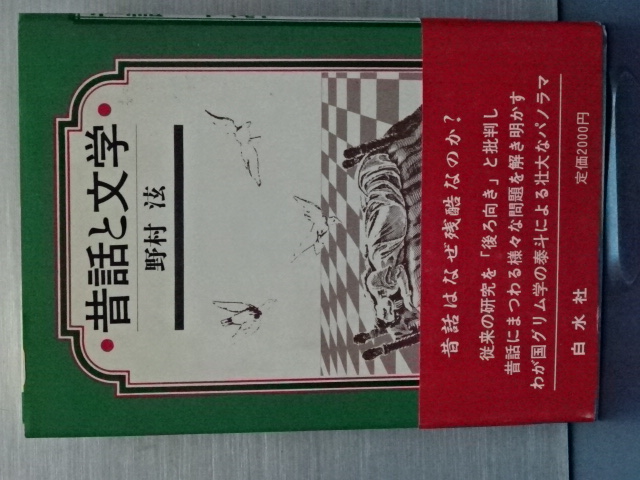 昔話と文学
野村 泫
昔話はなぜ残酷なのか?
従来の研究を「後ろ向き」と批判し
昔話にまつわる様々な問題を解き明かす
わが国グリム学の泰斗による壮大なパノラマ
白水社
定価2000円